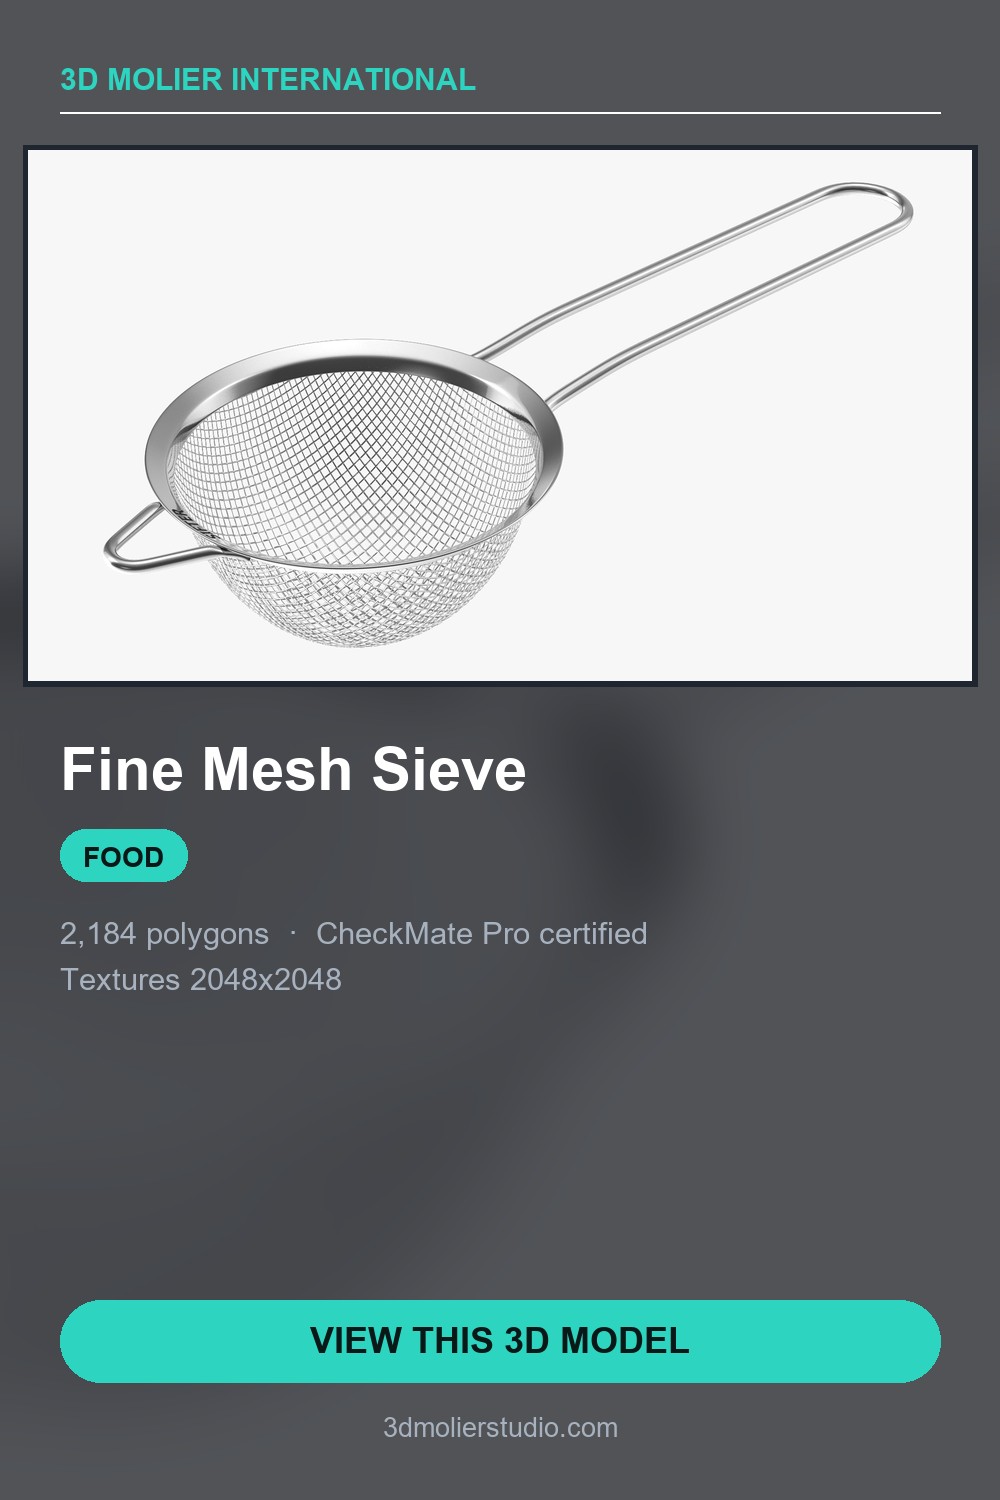 3D MOLIER INTERNATIONAL
Fine Mesh Sieve
FOOD
2,184 polygons · CheckMate Pro certified
Textures 2048x2048
VIEW THIS 3D MODEL
3dmolierstudio.com